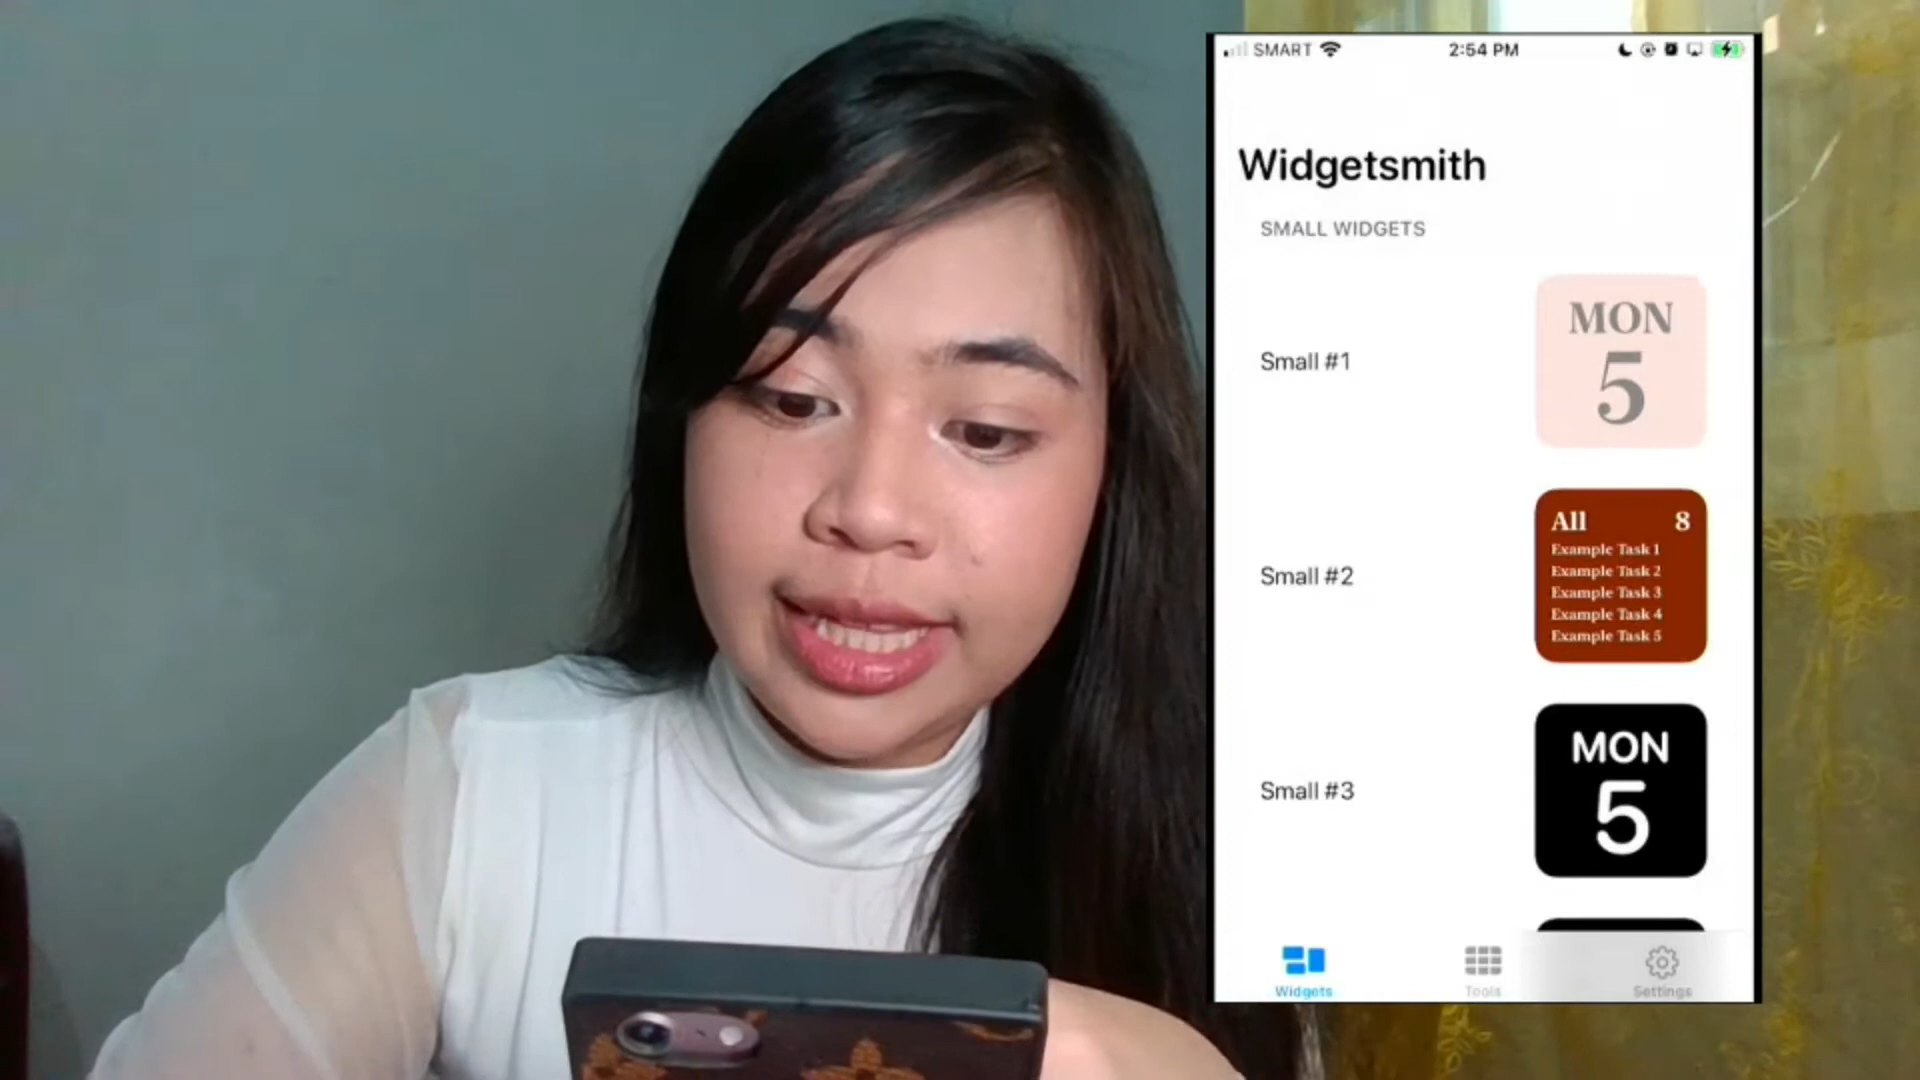 SMART 2:54 PM
Widgetsmith
SMALL WIDGETS
Small #1
MON
5
Small #2
All 8
Example Task 1
Example Task 2
Example Task 3
Example Task 4
Example Task 5
Small #3
MON
5
Widgets Tools Settings